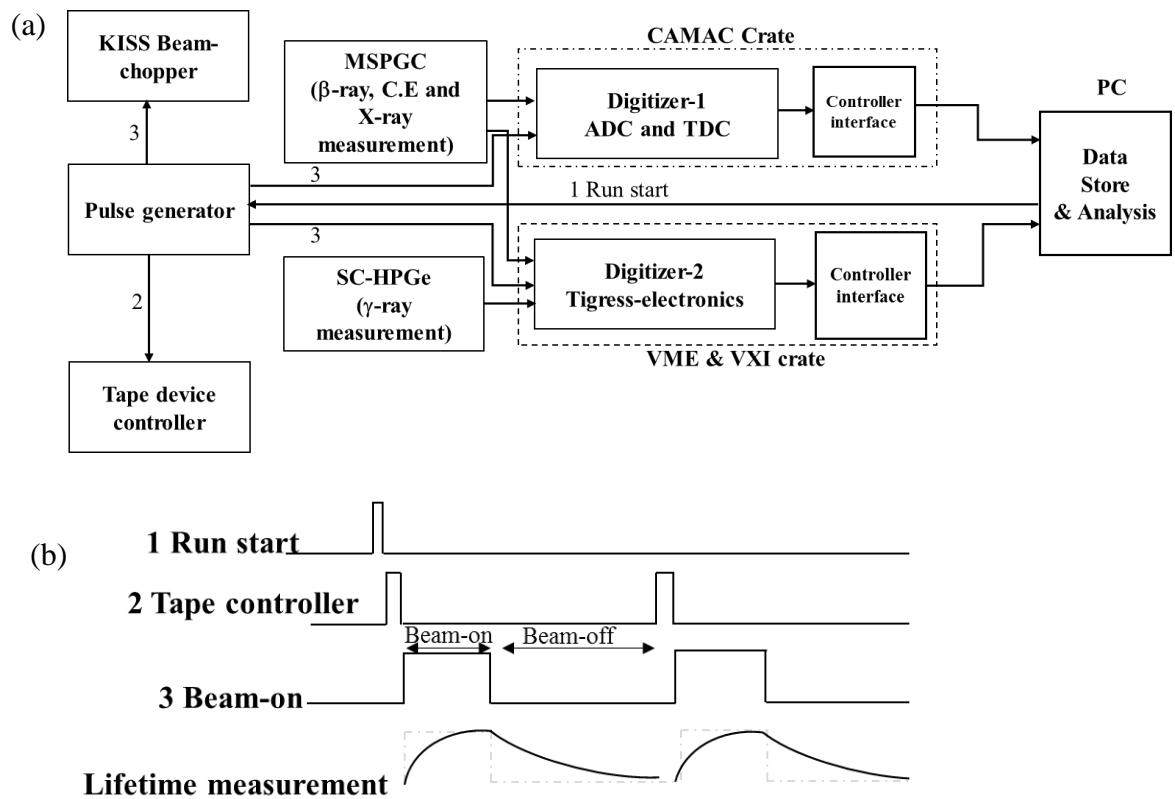 (a)
KISS Beam-
chopper
3
Pulse generator
2
Tape device
controller
MSPGC
(β-ray, C.E and
X-ray
measurement)
3
3
SC-HPGe
(γ-ray
measurement)
CAMAC Crate
Digitizer-1
ADC and TDC
Controller
interface
1 Run start
Digitizer-2
Tigress-electronics
Controller
interface
VME & VXI crate
PC
Data
Store
& Analysis
(b)
1 Run start
2 Tape controller
Beam-on
Beam-off
3 Beam-on
Lifetime measurement